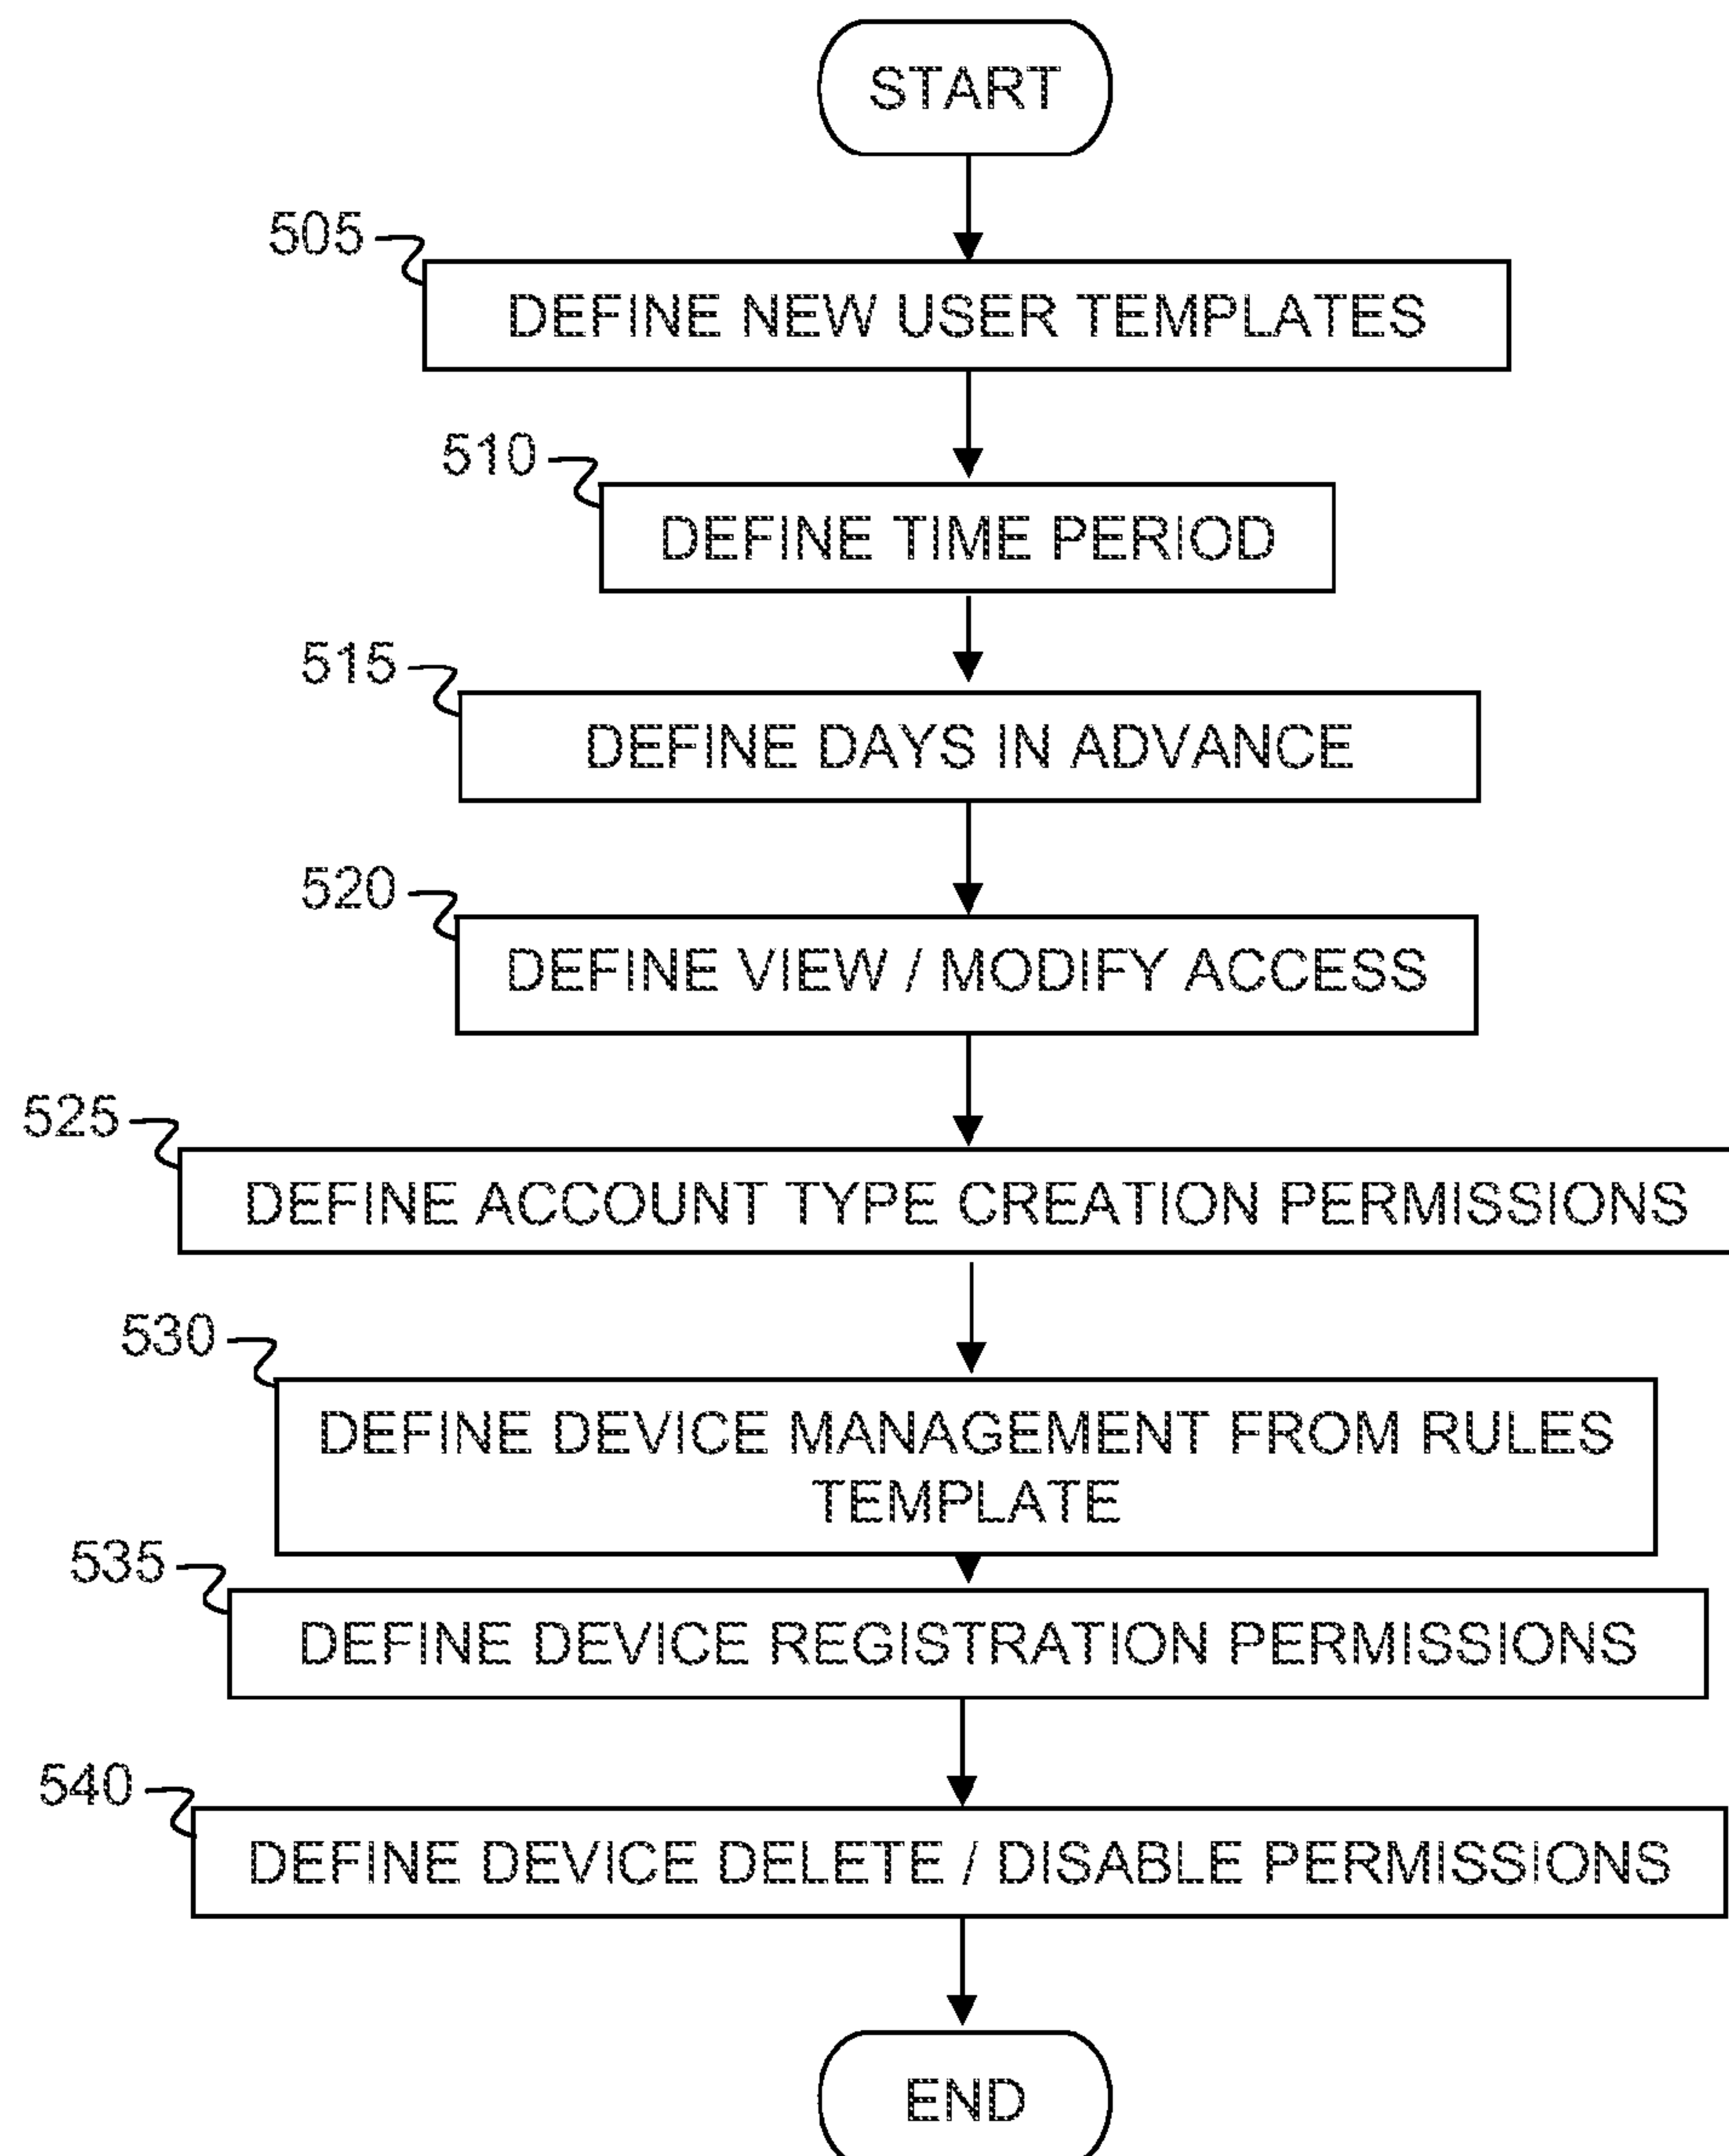 START
505
DEFINE NEW USER TEMPLATES
510
DEFINE TIME PERIOD
515
DEFINE DAYS IN ADVANCE
520
DEFINE VIEW / MODIFY ACCESS
525
DEFINE ACCOUNT TYPE CREATION PERMISSIONS
530
DEFINE DEVICE MANAGEMENT FROM RULES
TEMPLATE
535
DEFINE DEVICE REGISTRATION PERMISSIONS
540
DEFINE DEVICE DELETE / DISABLE PERMISSIONS
END